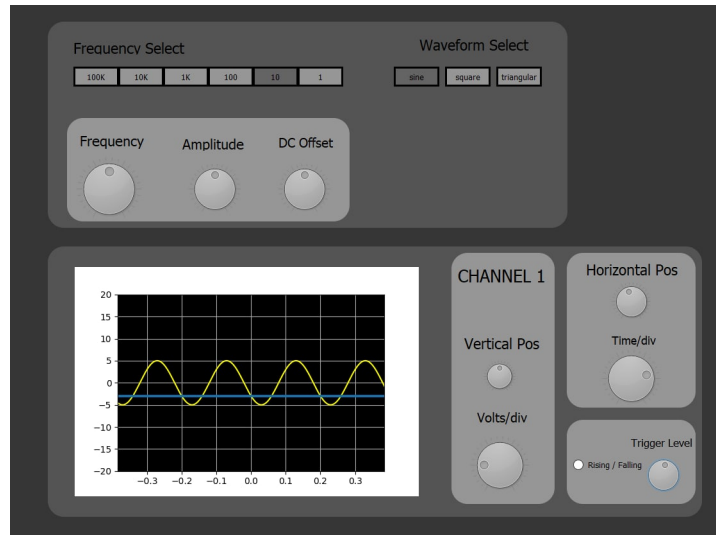 Frequency Select
100K 10K 1K 100 10 1
Waveform Select
sine square triangular
Frequency
Amplitude
DC Offset
20
15
10
5
0
−5
−10
−15
−20
−0.3 −0.2 −0.1 0.0 0.1 0.2 0.3
CHANNEL 1
Vertical Pos
Volts/div
Horizontal Pos
Time/div
Trigger Level
Rising / Falling